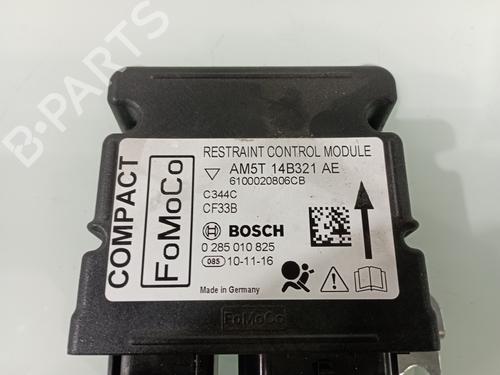 RESTRAINT CONTROL MODULE
AM5T 14B321 AE
6100020806CB
C344C
CF33B
BOSCH
0 285 010 825
085 10-11-16
Made in Germany
COMPACT
FoMoCo
FoMoCo
B-PARTS